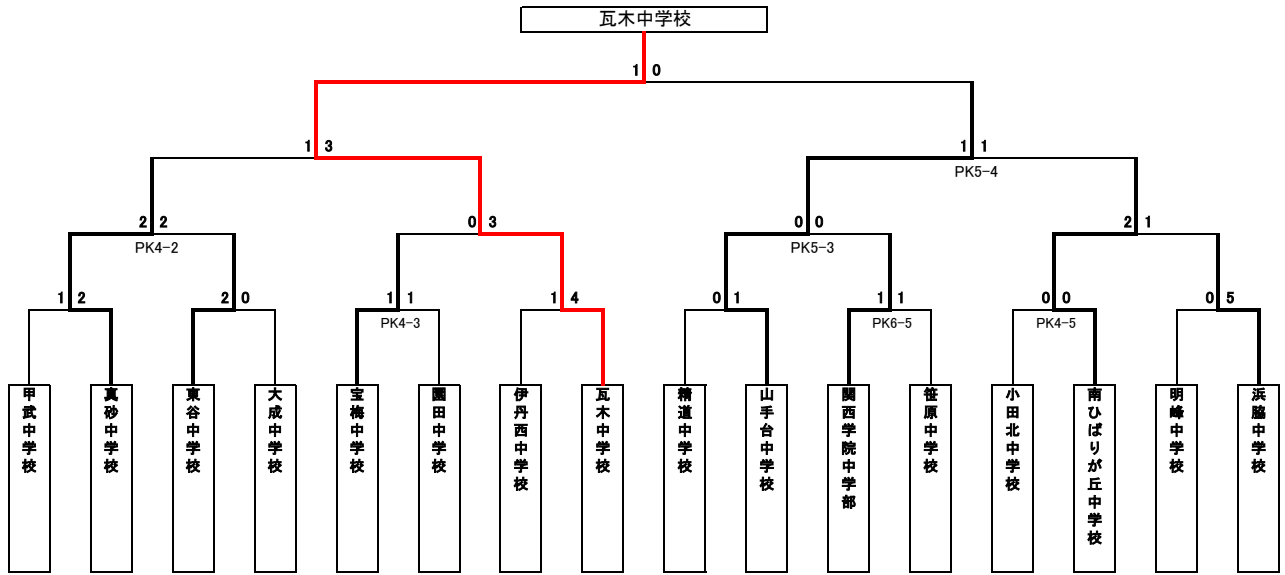 瓦木中学校
1 0
1 3
1 1
PK5-4
2 2
PK4-2
0 3
0 0
PK5-3
2 1
1 2
2 0
1 1
PK4-3
1 4
0 1
1 1
PK6-5
0 0
PK4-5
0 5
甲武中学校
真砂中学校
東谷中学校
大成中学校
宝梅中学校
園田中学校
伊丹西中学校
瓦木中学校
精道中学校
山手台中学校
関西学院中学部
笹原中学校
小田北中学校
南ひばりが丘中学校
明峰中学校
浜脇中学校